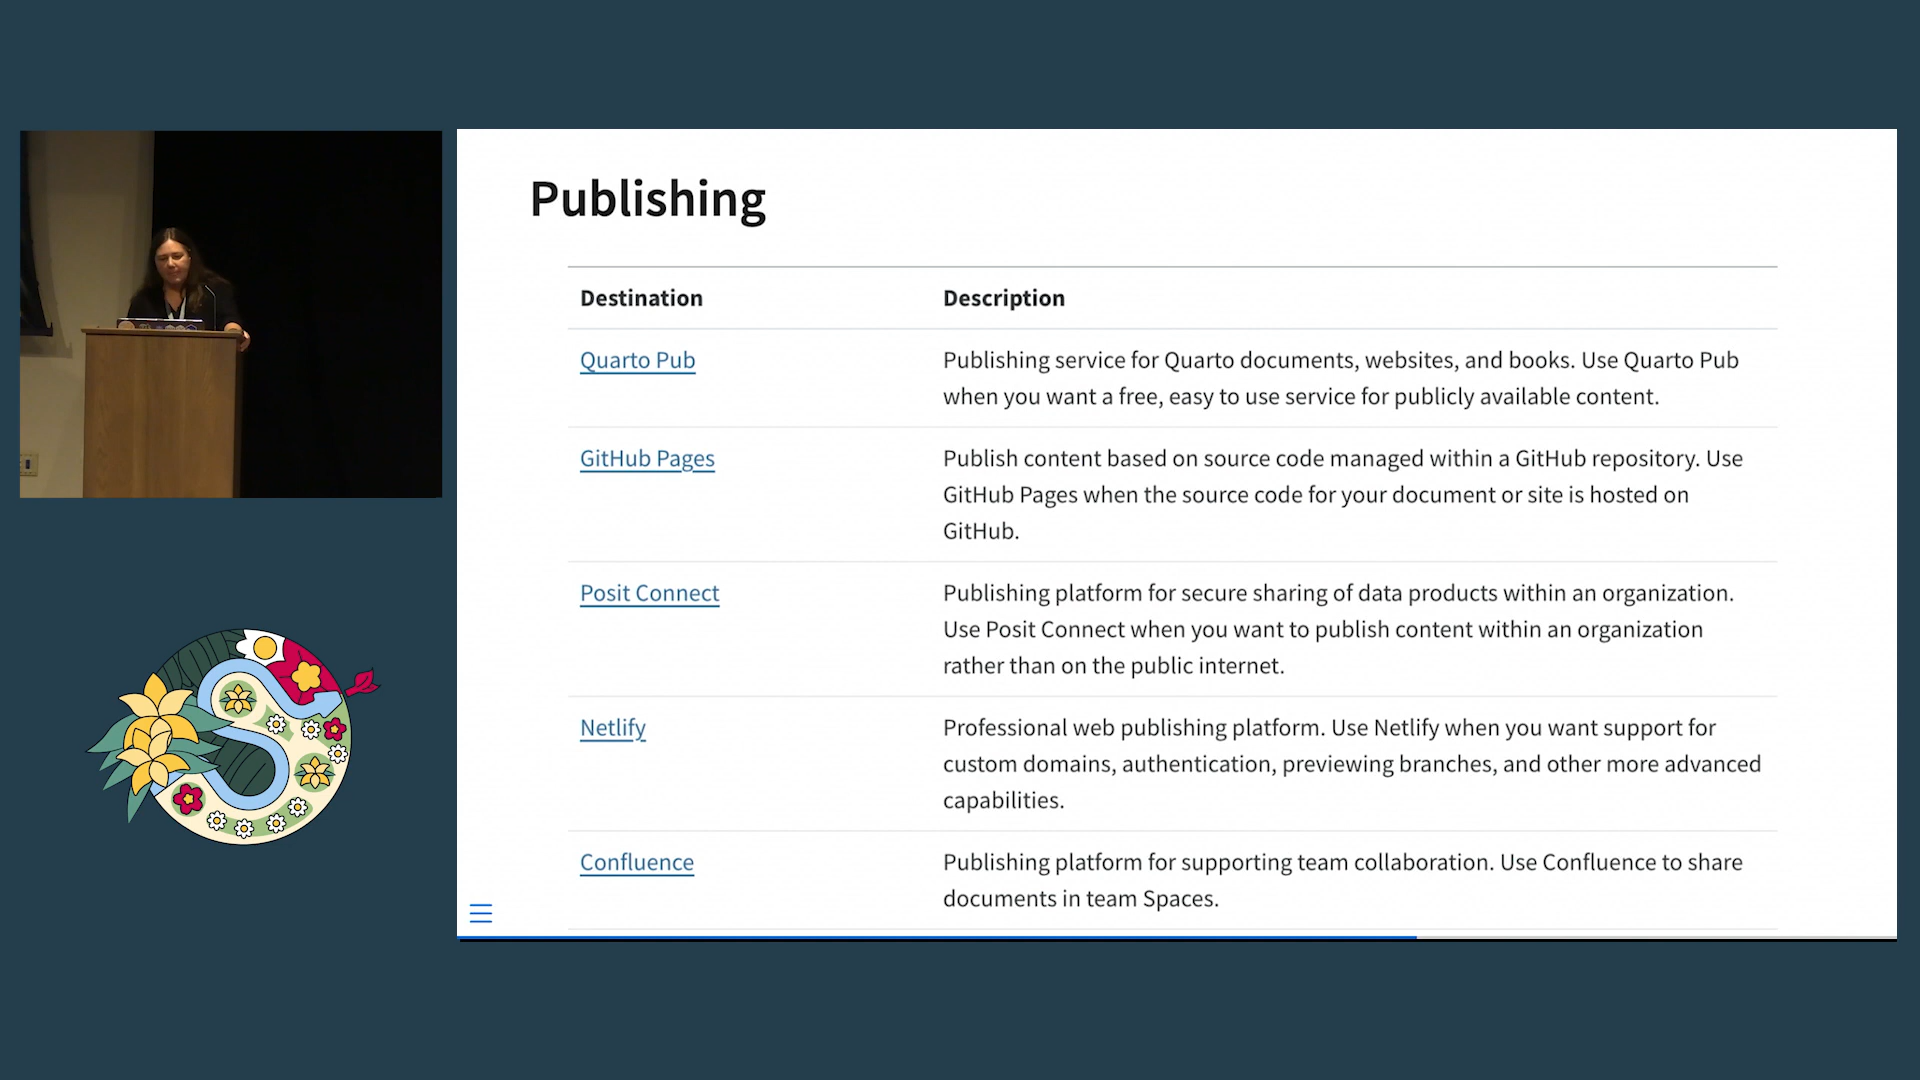 Publishing
Destination
Description
Quarto Pub
Publishing service for Quarto documents, websites, and books. Use Quarto Pub
when you want a free, easy to use service for publicly available content.
GitHub Pages
Publish content based on source code managed within a GitHub repository. Use
GitHub Pages when the source code for your document or site is hosted on
GitHub.
Posit Connect
Publishing platform for secure sharing of data products within an organization.
Use Posit Connect when you want to publish content within an organization
rather than on the public internet.
Netlify
Professional web publishing platform. Use Netlify when you want support for
custom domains, authentication, previewing branches, and other more advanced
capabilities.
Confluence
Publishing platform for supporting team collaboration. Use Confluence to share
documents in team Spaces.